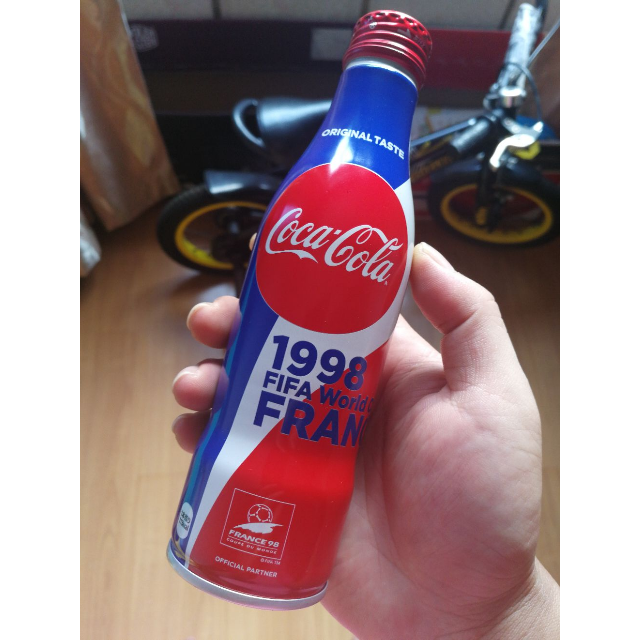 ORIGINAL TASTE
Coca-Cola
1998
FIFA World
FRAN
FRANCE 98
COUPE DU MONDE
OFFICIAL PARTNER